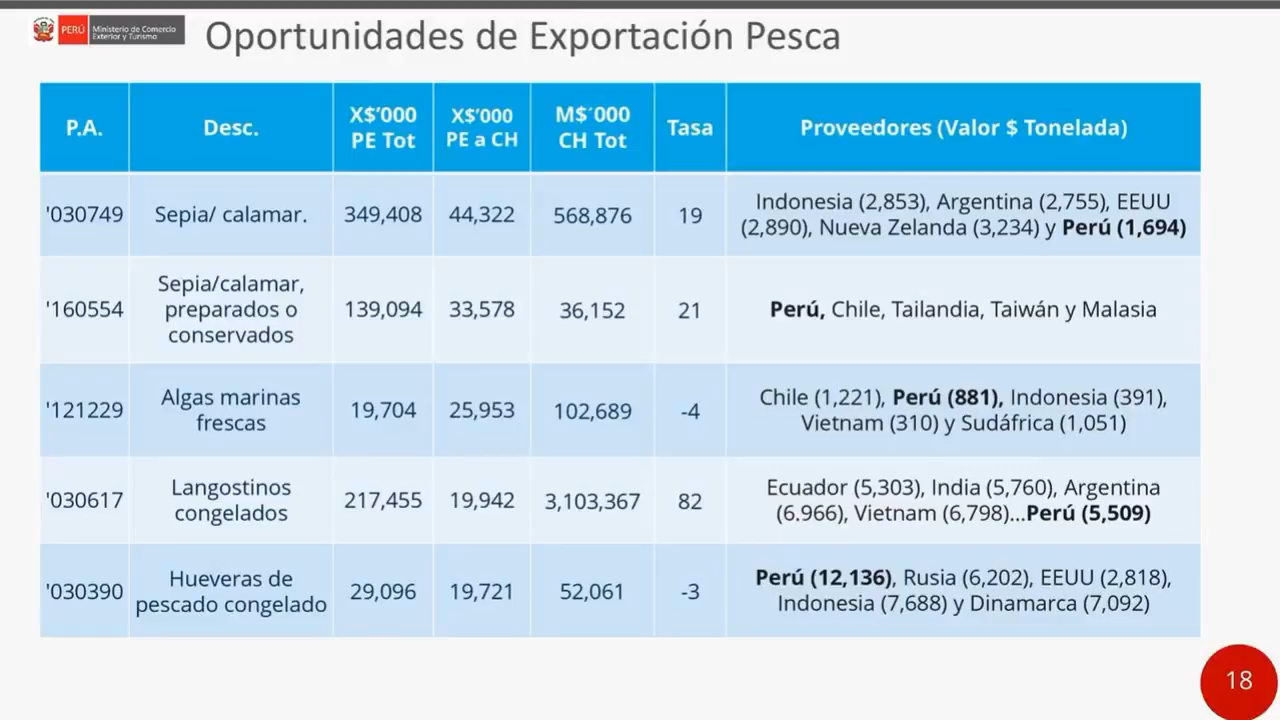 PERÚ
Ministerio de Comercio
Exterior y Turismo
Oportunidades de Exportación Pesca
P.A.
Desc.
X$’000
PE Tot
X$’000
PE a CH
M$´000
CH Tot
Tasa
Proveedores (Valor $ Tonelada)
'030749
Sepia/ calamar.
349,408
44,322
568,876
19
Indonesia (2,853), Argentina (2,755), EEUU
(2,890), Nueva Zelanda (3,234) y Perú (1,694)
'160554
Sepia/calamar,
preparados o
conservados
139,094
33,578
36,152
21
Perú, Chile, Tailandia, Taiwán y Malasia
'121229
Algas marinas
frescas
19,704
25,953
102,689
-4
Chile (1,221), Perú (881), Indonesia (391),
Vietnam (310) y Sudáfrica (1,051)
'030617
Langostinos
congelados
217,455
19,942
3,103,367
82
Ecuador (5,303), India (5,760), Argentina
(6.966), Vietnam (6,798)...Perú (5,509)
'030390
Hueveras de
pescado congelado
29,096
19,721
52,061
-3
Perú (12,136), Rusia (6,202), EEUU (2,818),
Indonesia (7,688) y Dinamarca (7,092)
18